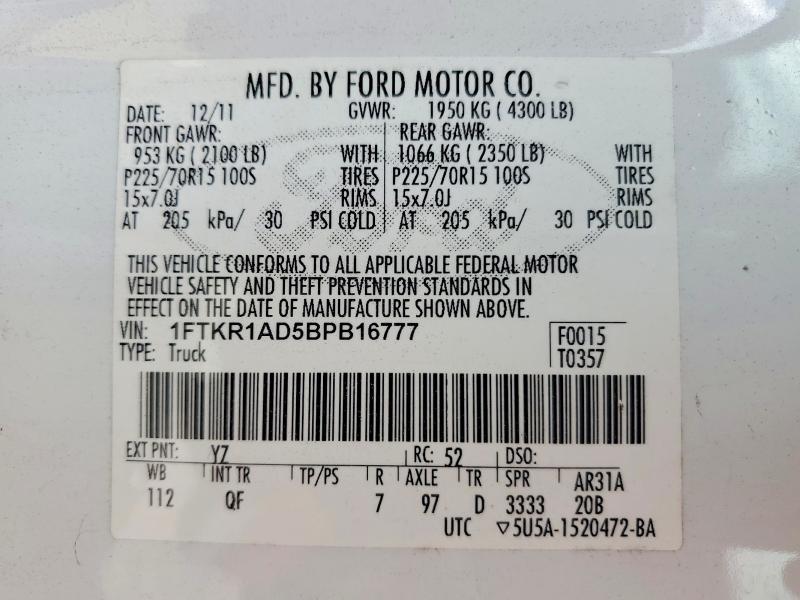 MFD. BY FORD MOTOR CO.
DATE: 12/11 GVWR: 1950 KG ( 4300 LB)
FRONT GAWR: REAR GAWR:
953 KG ( 2100 LB) WITH 1066 KG ( 2350 LB) WITH
P225/70R15 100S TIRES P225/70R15 100S TIRES
15x7.0J RIMS 15x7.0J RIMS
AT 205 kPa/ 30 PSI COLD AT 205 kPa/ 30 PSI COLD
THIS VEHICLE CONFORMS TO ALL APPLICABLE FEDERAL MOTOR
VEHICLE SAFETY AND THEFT PREVENTION STANDARDS IN
EFFECT ON THE DATE OF MANUFACTURE SHOWN ABOVE.
VIN: 1FTKR1AD5BPB16777 F0015
TYPE: Truck T0357
EXT PNT: YZ RC: 52 DSO:
WB INT TR TP/PS R AXLE TR SPR AR31A
112 QF 7 97 D 3333 20B
UTC ▽5U5A-1520472-BA